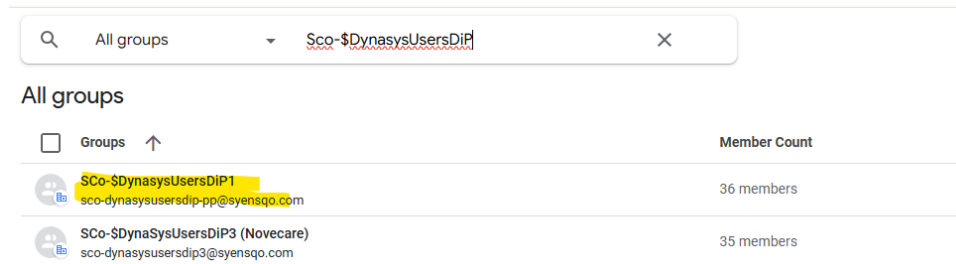 All groups Sco-$DynasysUsersDiP
All groups
Groups Member Count
SCo-$DynasysUsersDiP1
sco-dynasysusersdip-pp@syensqo.com
36 members
SCo-$DynaSysUsersDiP3 (Novecare)
sco-dynasysusersdip3@syensqo.com
35 members